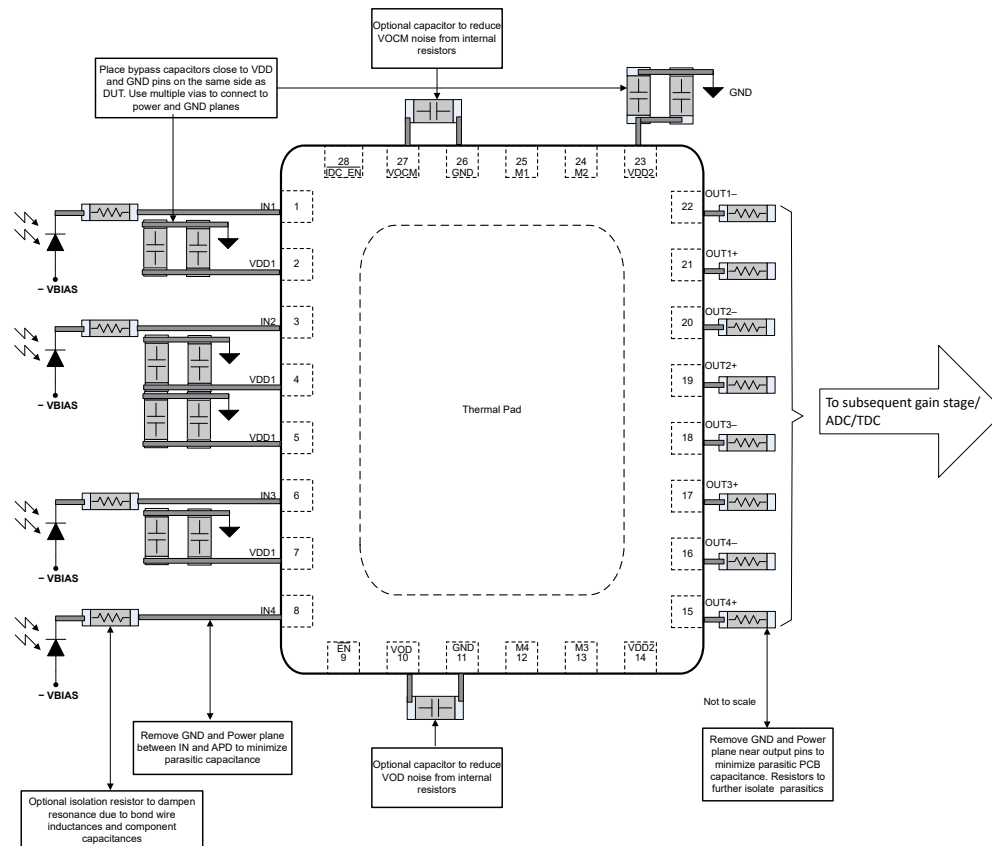 Optional capacitor to reduce
VOCM noise from internal
resistors
Place bypass capacitors close to VDD
and GND pins on the same side as
DUT. Use multiple vias to connect to
power and GND planes
GND
28
IDC_EN
27
VOCM
26
GND
25
M1
24
M2
23
VDD2
IN1
1
VDD1
2
– VBIAS
IN2
3
VDD1
4
– VBIAS
VDD1
5
IN3
6
VDD1
7
– VBIAS
IN4
8
– VBIAS
Thermal Pad
22
OUT1–
21
OUT1+
20
OUT2–
19
OUT2+
18
OUT3–
17
OUT3+
16
OUT4–
15
OUT4+
To subsequent gain stage/
ADC/TDC
EN
9
VOD
10
GND
11
M4
12
M3
13
VDD2
14
Not to scale
Remove GND and Power plane
between IN and APD to minimize
parasitic capacitance
Optional capacitor to reduce
VOD noise from internal
resistors
Remove GND and Power
plane near output pins to
minimize parasitic PCB
capacitance. Resistors to
further isolate parasitics
Optional isolation resistor to dampen
resonance due to bond wire
inductances and component
capacitances